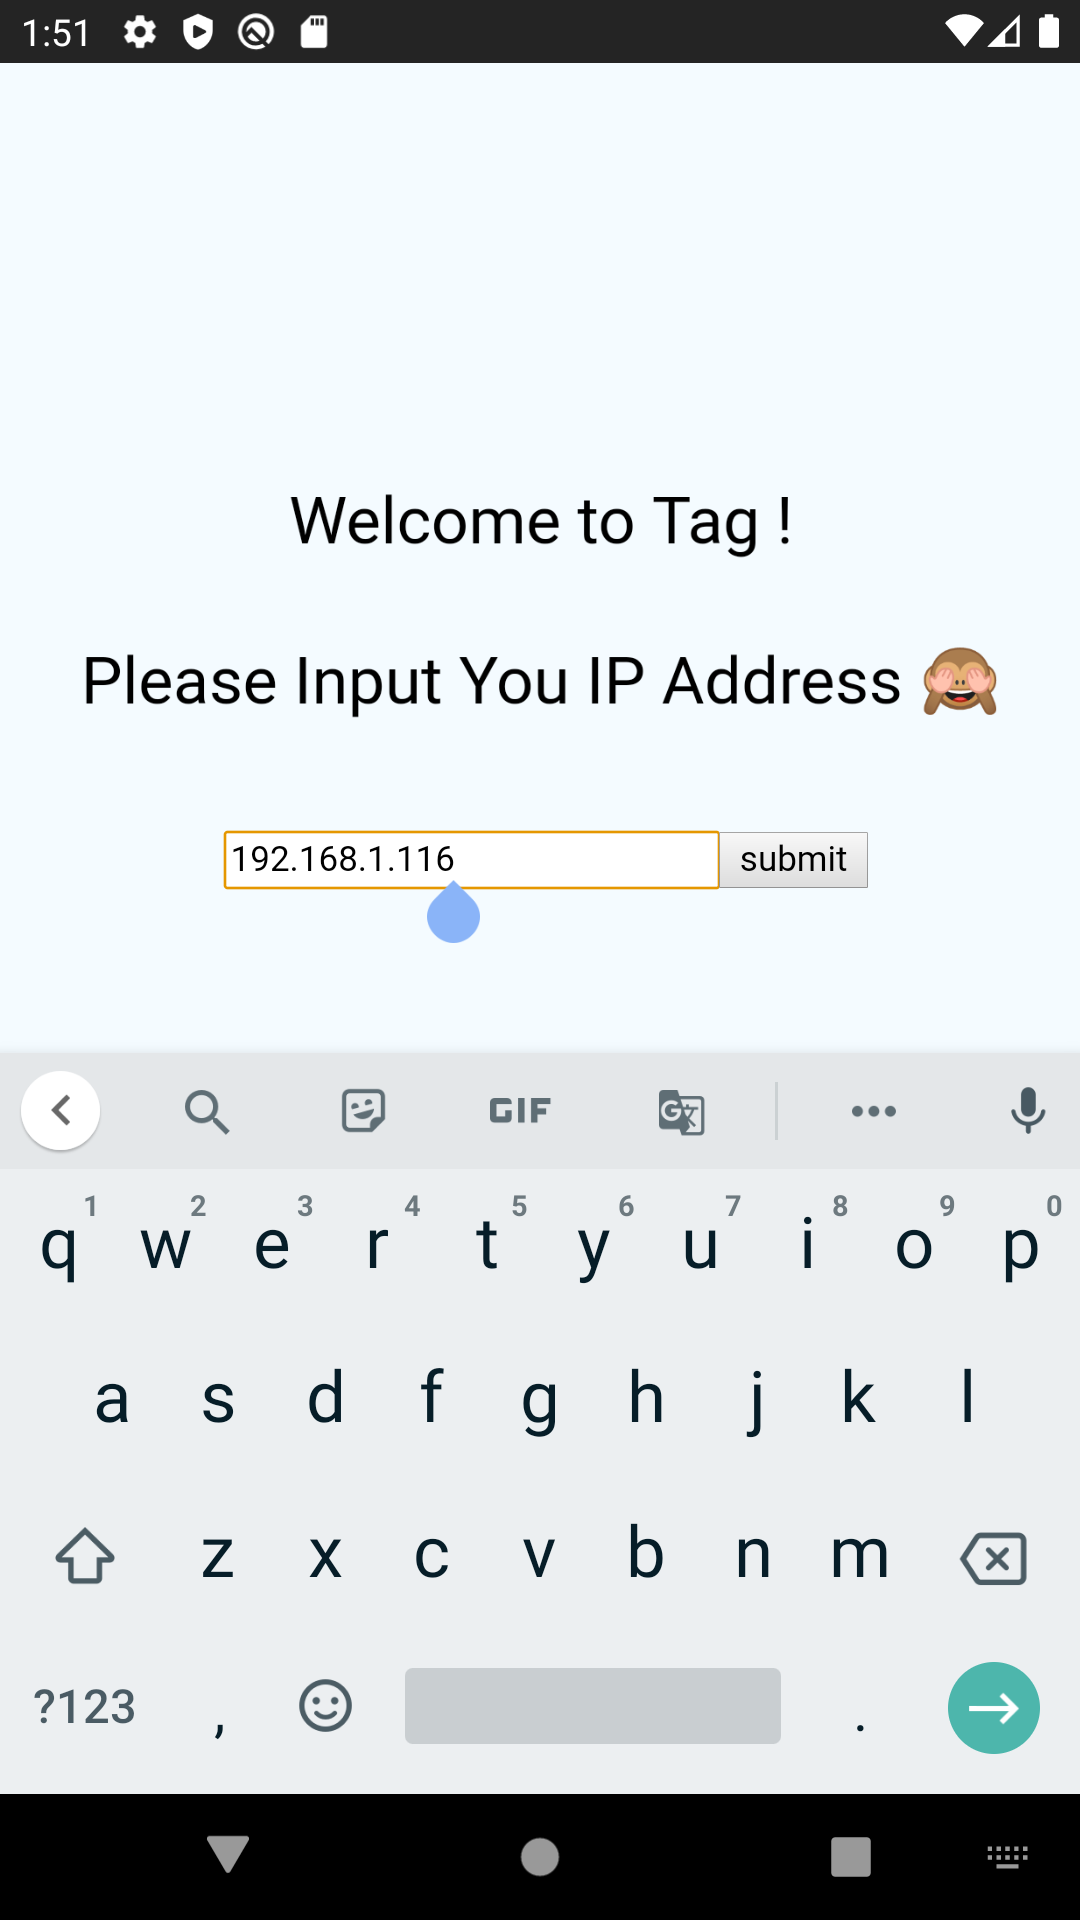 1:51
Welcome to Tag !
Please Input You IP Address 🙈
192.168.1.116 submit
GIF G
1 2 3 4 5 6 7 8 9 0
q w e r t y u i o p
a s d f g h j k l
z x c v b n m
?123 , .